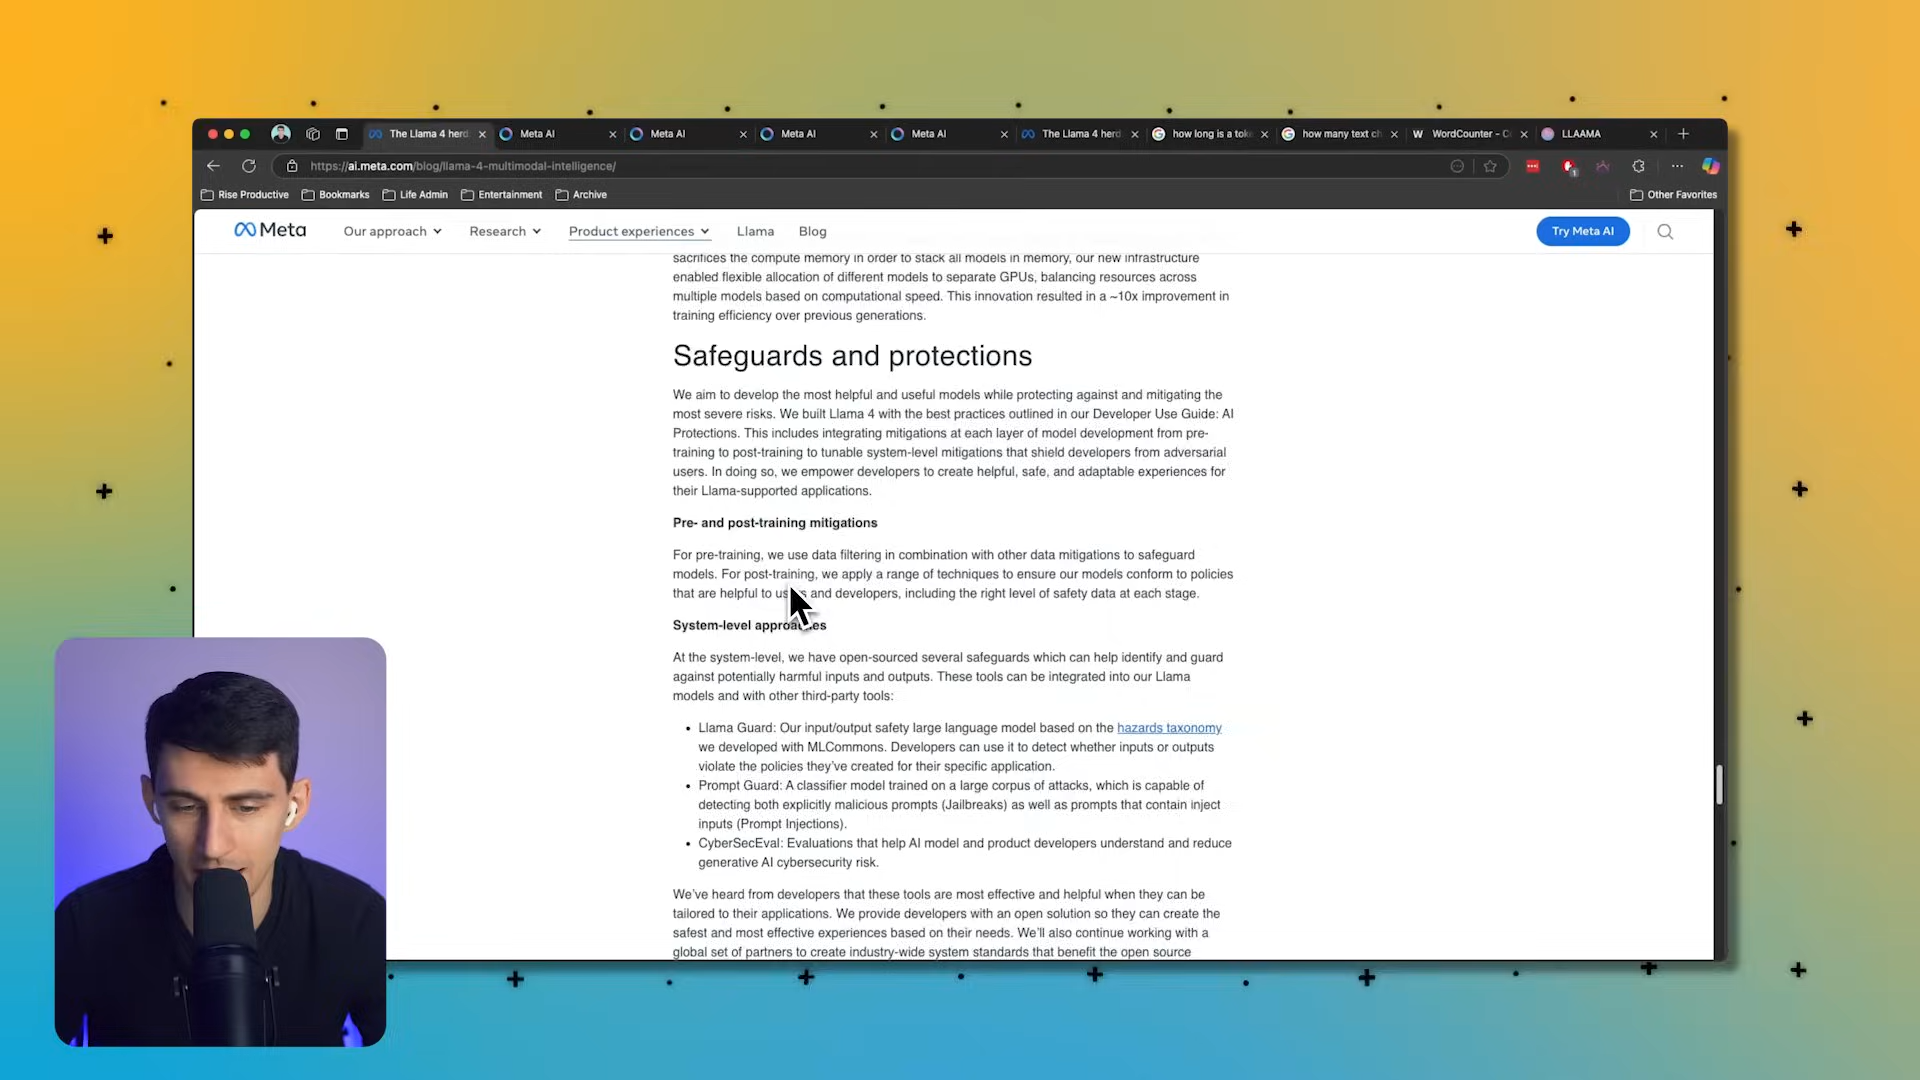 The Llama 4 herd
Meta AI
Meta AI
Meta AI
Meta AI
The Llama 4 herd
how long is a tok
how many text ch
W WordCounter - C
LLAAMA
https://ai.meta.com/blog/llama-4-multimodal-intelligence/
Rise Productive
Bookmarks
Life Admin
Entertainment
Archive
Other Favorites
Meta
Our approach
Research
Product experiences
Llama
Blog
Try Meta AI
sacrifices the compute memory in order to stack all models in memory, our new infrastructure
enabled flexible allocation of different models to separate GPUs, balancing resources across
multiple models based on computational speed. This innovation resulted in a ~10x improvement in
training efficiency over previous generations.
Safeguards and protections
We aim to develop the most helpful and useful models while protecting against and mitigating the
most severe risks. We built Llama 4 with the best practices outlined in our Developer Use Guide: AI
Protections. This includes integrating mitigations at each layer of model development from pre-
training to post-training to tunable system-level mitigations that shield developers from adversarial
users. In doing so, we empower developers to create helpful, safe, and adaptable experiences for
their Llama-supported applications.
Pre- and post-training mitigations
For pre-training, we use data filtering in combination with other data mitigations to safeguard
models. For post-training, we apply a range of techniques to ensure our models conform to policies
that are helpful to users and developers, including the right level of safety data at each stage.
System-level approaches
At the system-level, we have open-sourced several safeguards which can help identify and guard
against potentially harmful inputs and outputs. These tools can be integrated into our Llama
models and with other third-party tools:
• Llama Guard: Our input/output safety large language model based on the hazards taxonomy
we developed with MLCommons. Developers can use it to detect whether inputs or outputs
violate the policies they've created for their specific application.
• Prompt Guard: A classifier model trained on a large corpus of attacks, which is capable of
detecting both explicitly malicious prompts (Jailbreaks) as well as prompts that contain inject
inputs (Prompt Injections).
• CyberSecEval: Evaluations that help AI model and product developers understand and reduce
generative AI cybersecurity risk.
We've heard from developers that these tools are most effective and helpful when they can be
tailored to their applications. We provide developers with an open solution so they can create the
safest and most effective experiences based on their needs. We'll also continue working with a
global set of partners to create industry-wide system standards that benefit the open source